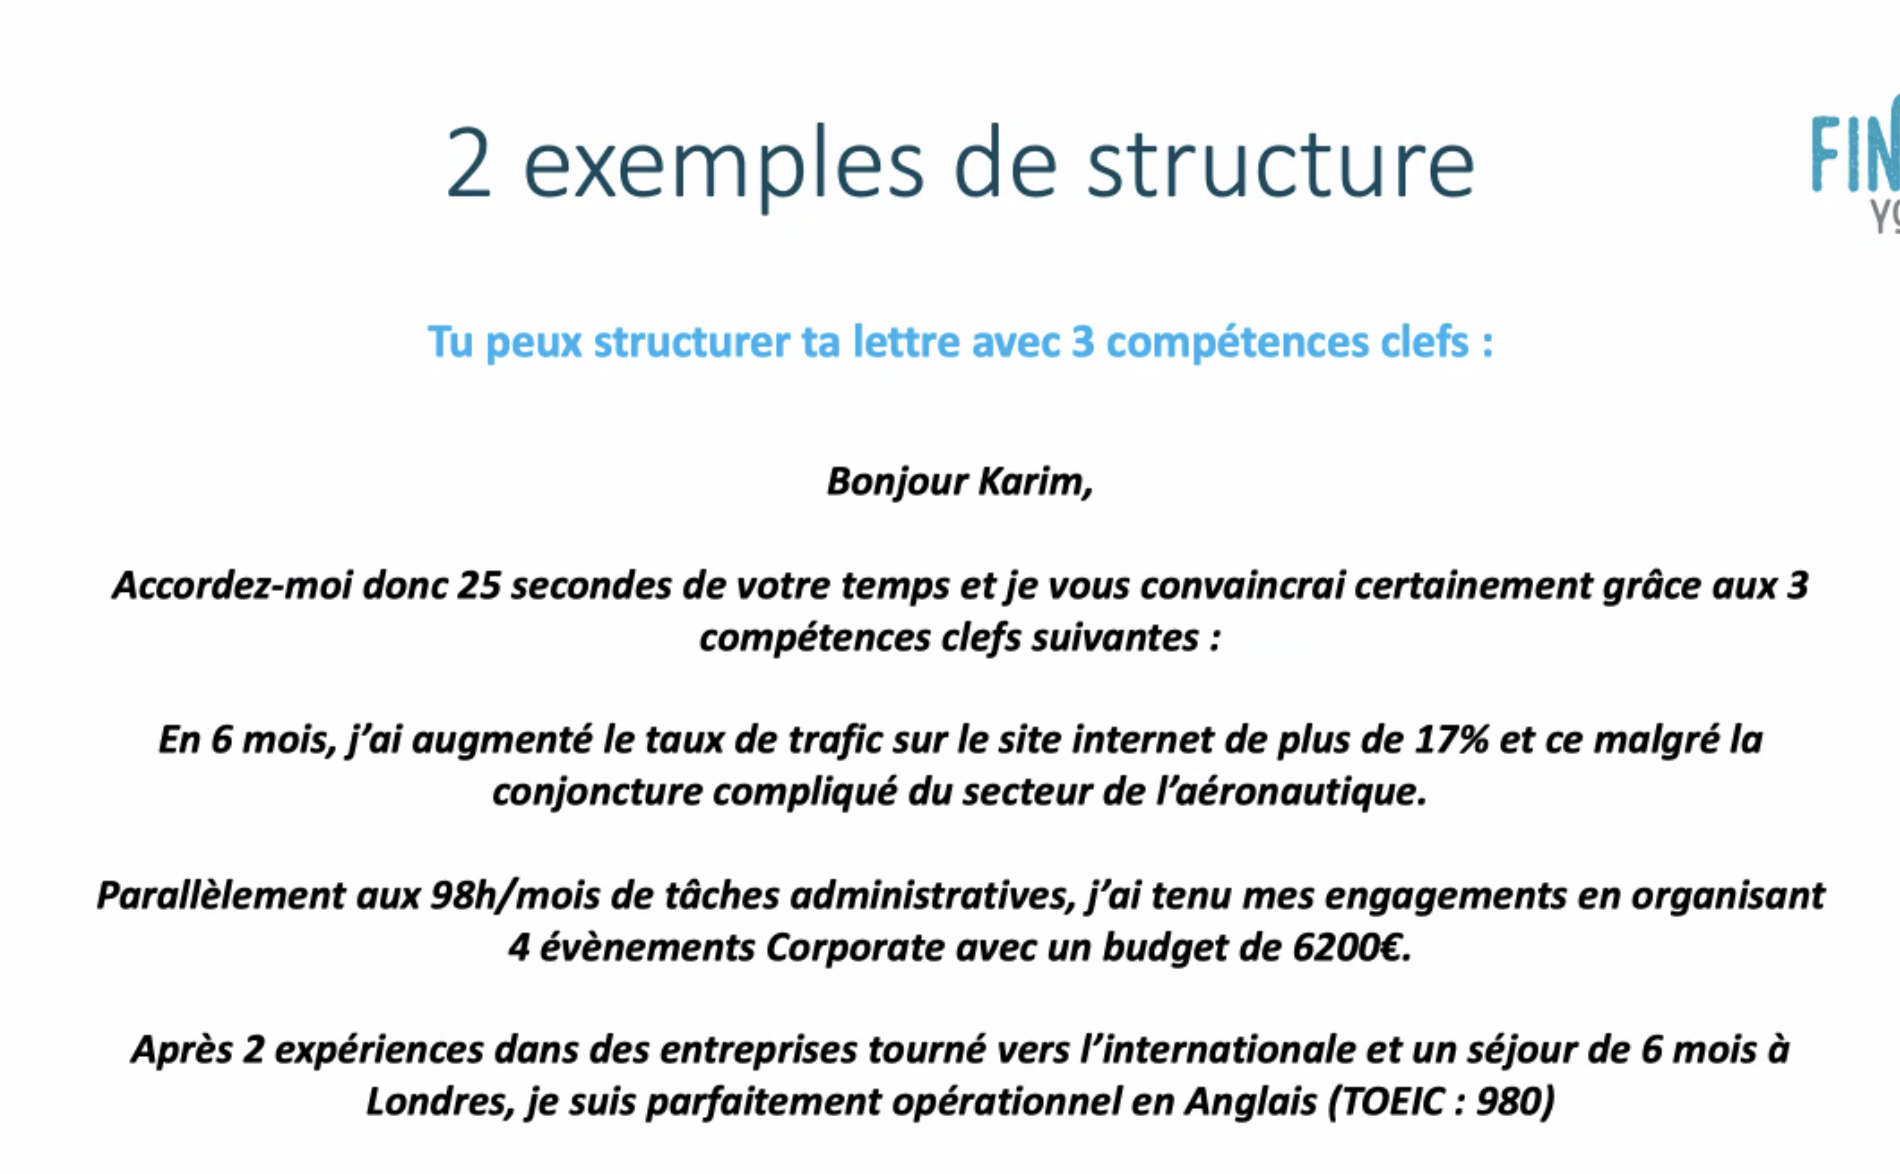 2 exemples de structure
FIN
Tu peux structurer ta lettre avec 3 compétences clefs :
Bonjour Karim,
Accordez-moi donc 25 secondes de votre temps et je vous convaincrai certainement grâce aux 3
compétences clefs suivantes :
En 6 mois, j’ai augmenté le taux de trafic sur le site internet de plus de 17% et ce malgré la
conjoncture compliqué du secteur de l’aéronautique.
Parallèlement aux 98h/mois de tâches administratives, j’ai tenu mes engagements en organisant
4 évènements Corporate avec un budget de 6200€.
Après 2 expériences dans des entreprises tourné vers l’internationale et un séjour de 6 mois à
Londres, je suis parfaitement opérationnel en Anglais (TOEIC : 980)